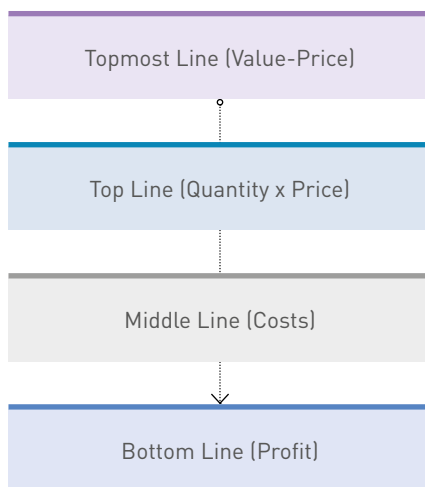 Topmost Line (Value-Price)
Top Line (Quantity x Price)
Middle Line (Costs)
Bottom Line (Profit)